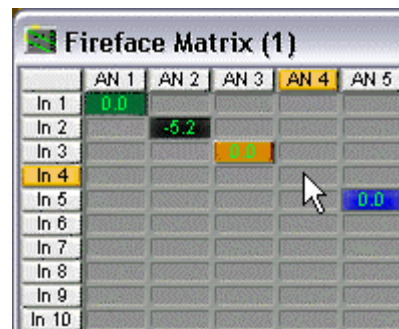 Fireface Matrix (1)
AN 1 AN 2 AN 3 AN 4 AN 5
In 1 0.0
In 2 -5.2
In 3 0.0
In 4
In 5 0.0
In 6
In 7
In 8
In 9
In 10